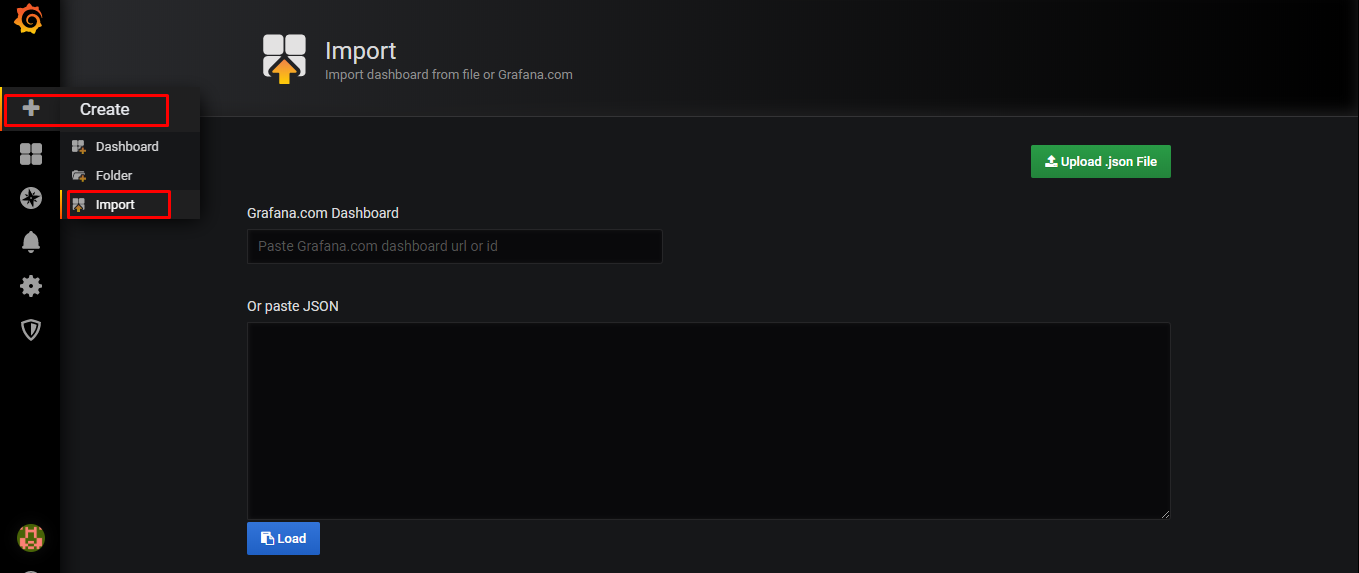 Import
Import dashboard from file or Grafana.com
Create
Dashboard
Folder
Import
Upload .json File
Grafana.com Dashboard
Paste Grafana.com dashboard url or id
Or paste JSON
Load